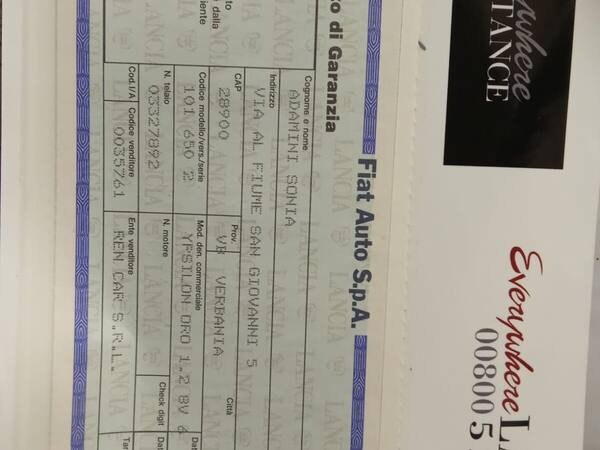 Fiat Auto S.p.A.
di Garanzia
Cognome e nome
ADAMINI SONIA
Indirizzo
VIA AL FIUME SAN GIOVANNI 5
CAP Prov. Città
28900 VB VERBANIA
Codice modello/vers./serie Mod. den. commerciale
101 650 2 YPSILON ORO 1.2 8V
N. telaio N. motore Check digit
03327892
Cod.I/A Codice venditore Ente venditore
0035761 REN CAR S.R.L.
dalla
LANCIA
Everywhere
00800 5